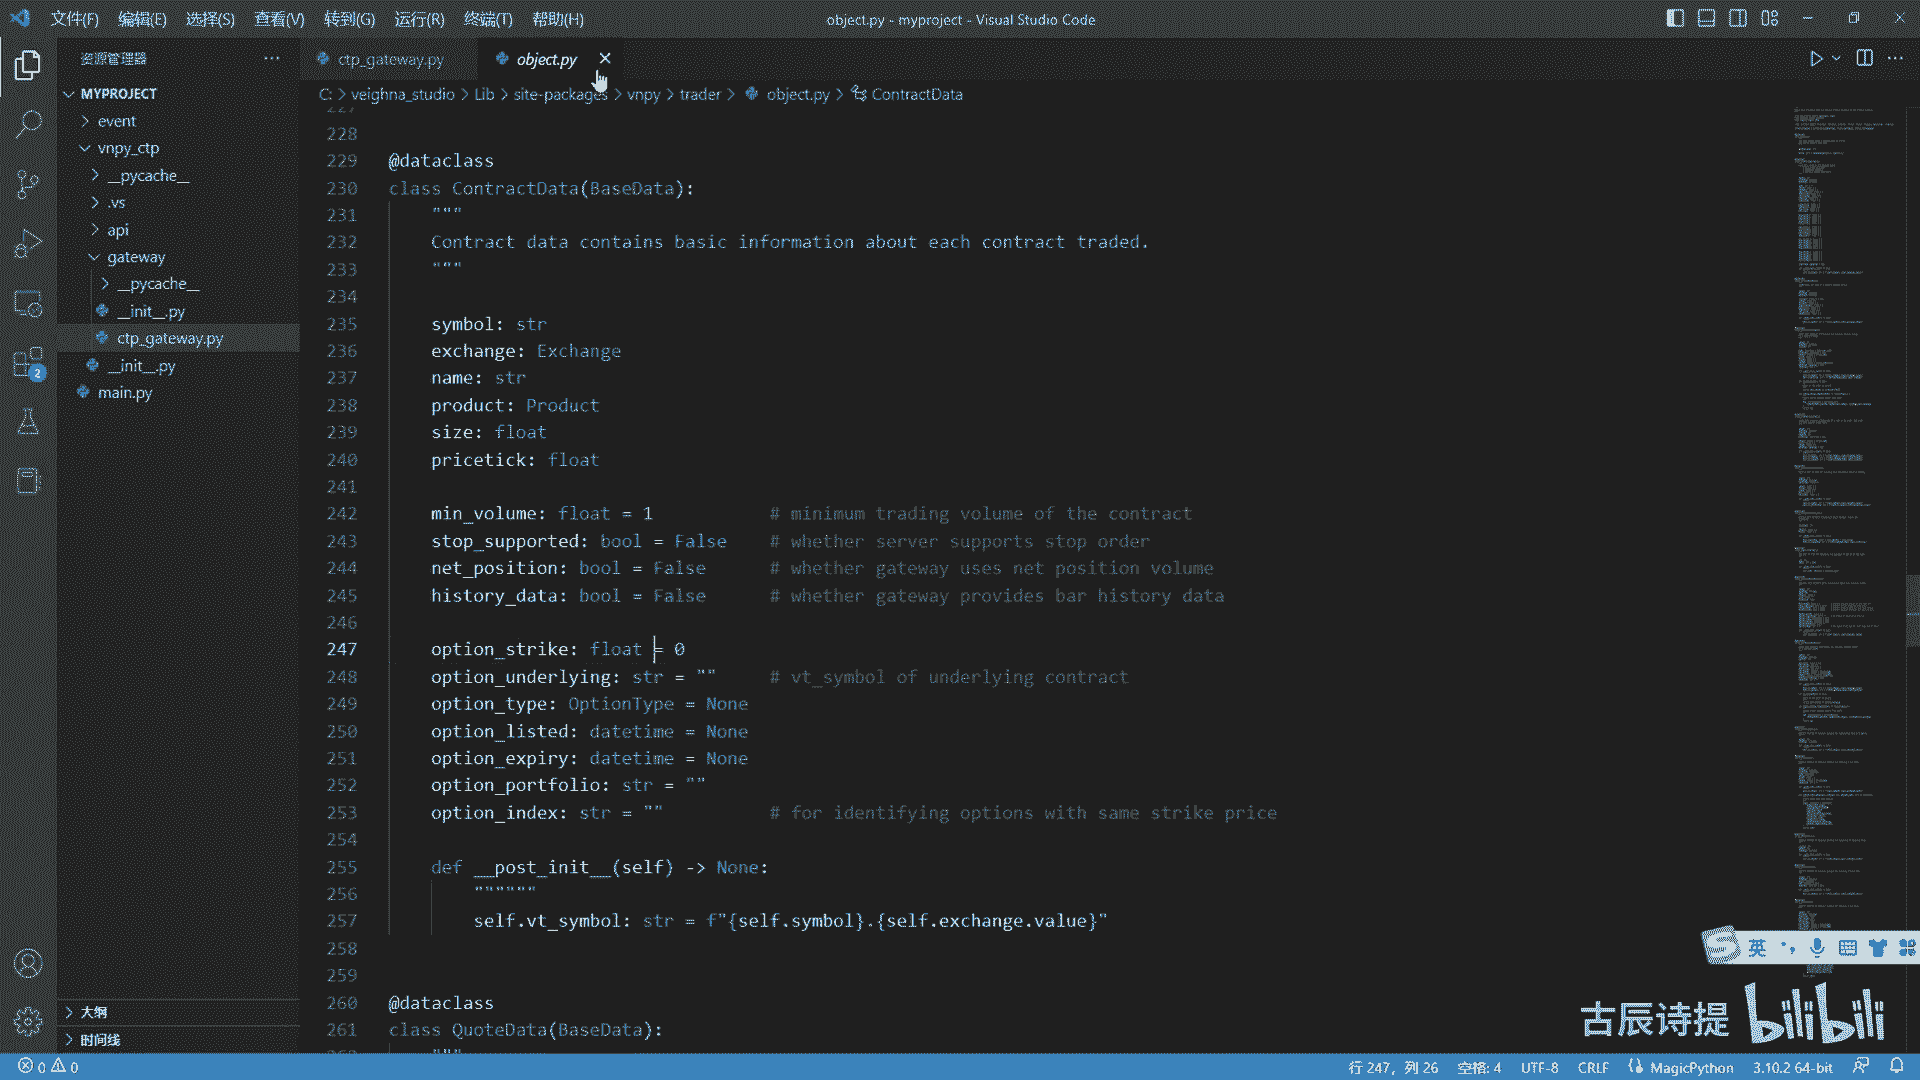 文件(F) 编辑(E) 选择(S) 查看(V) 转到(G) 运行(R) 终端(T) 帮助(H) object.py - myproject - Visual Studio Code
资源管理器 ctp_gateway.py object.py
MYPROJECT
event
vnpy_ctp
__pycache__
.vs
api
gateway
__pycache__
__init__.py
ctp_gateway.py
__init__.py
main.py
2
大纲
时间线
C: > veighna_studio > Lib > site-packages > vnpy > trader > object.py > ContractData
227
228
229 @dataclass
230 class ContractData(BaseData):
231 """
232 Contract data contains basic information about each contract traded.
233 """
234
235 symbol: str
236 exchange: Exchange
237 name: str
238 product: Product
239 size: float
240 pricetick: float
241
242 min_volume: float = 1 # minimum trading volume of the contract
243 stop_supported: bool = False # whether server supports stop order
244 net_position: bool = False # whether gateway uses net position volume
245 history_data: bool = False # whether gateway provides bar history data
246
247 option_strike: float = 0
248 option_underlying: str = "" # vt_symbol of underlying contract
249 option_type: OptionType = None
250 option_listed: datetime = None
251 option_expiry: datetime = None
252 option_portfolio: str = ""
253 option_index: str = "" # for identifying options with same strike price
254
255 def __post_init__(self) -> None:
256 """"""
257 self.vt_symbol: str = f"{self.symbol}.{self.exchange.value}"
258
259
260 @dataclass
261 class QuoteData(BaseData):
"""
英
古辰诗提 bilibili
0 0 行 247，列 26 空格: 4 UTF-8 CRLF MagicPython 3.10.2 64-bit